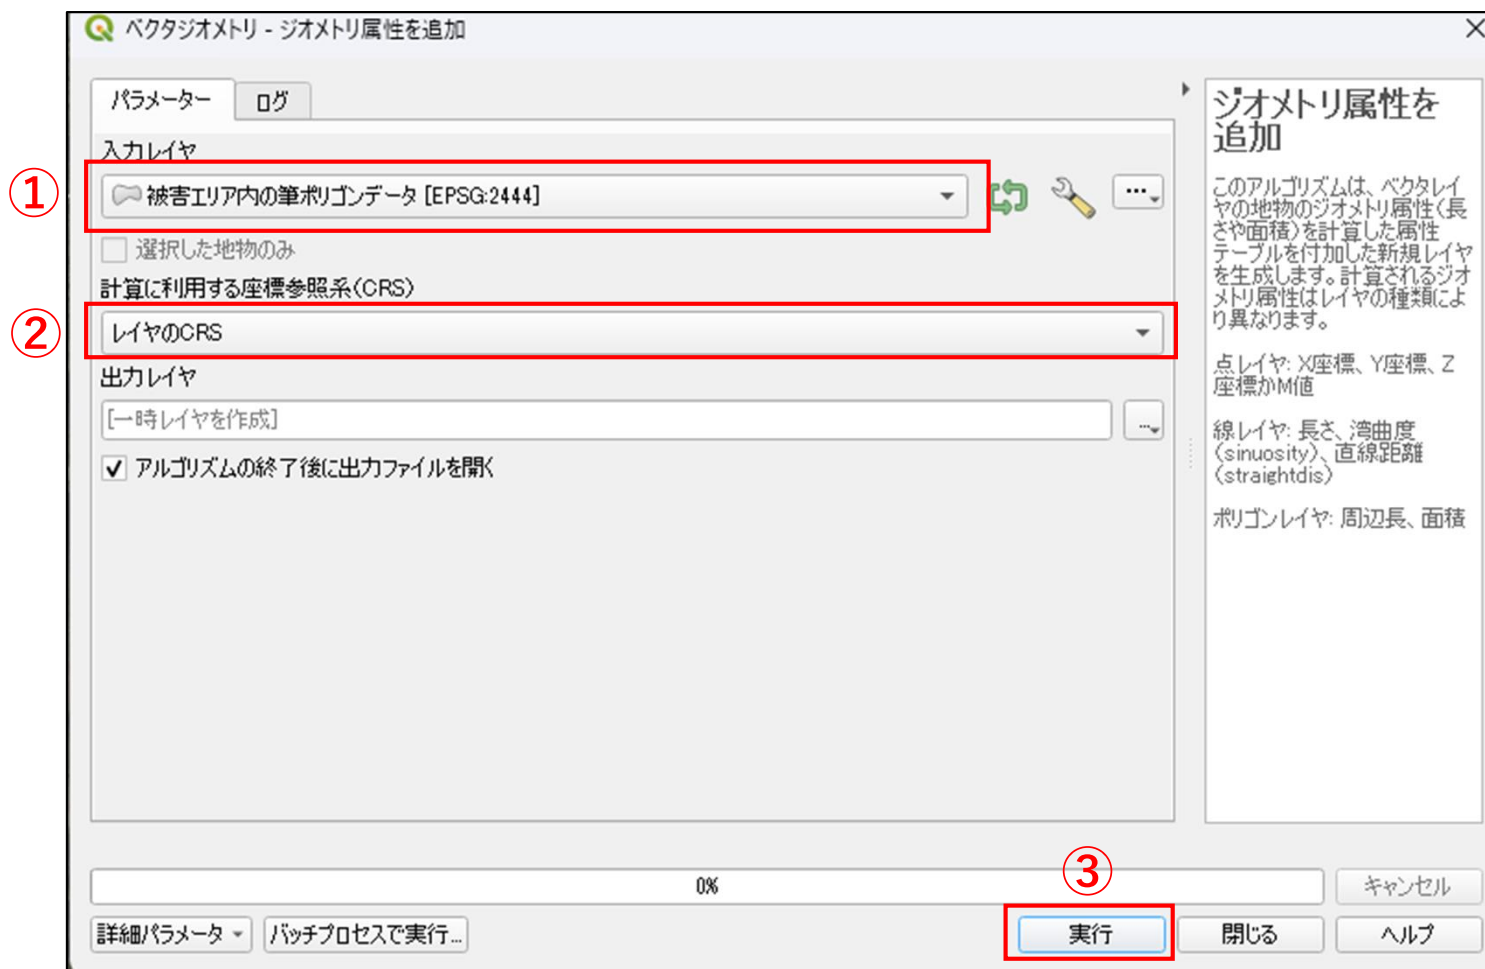 ベクタジオメトリ - ジオメトリ属性を追加
パラメーター
ログ
入力レイヤ
①
被害エリア内の筆ポリゴンデータ [EPSG:2444]
...
選択した地物のみ
計算に利用する座標参照系(CRS)
②
レイヤのCRS
出力レイヤ
[一時レイヤを作成]
...
アルゴリズムの終了後に出力ファイルを開く
ジオメトリ属性を
追加
このアルゴリズムは、ベクタレイ
ヤの地物のジオメトリ属性(長
さや面積)を計算した属性
テーブルを付加した新規レイヤ
を生成します。計算されるジオ
メトリ属性はレイヤの種類によ
り異なります。
点レイヤ: X座標、Y座標、Z
座標かM値
線レイヤ: 長さ、湾曲度
(sinuosity)、直線距離
(straightdis)
ポリゴンレイヤ: 周辺長、面積
0%
③
キャンセル
詳細パラメータ
バッチプロセスで実行...
実行
閉じる
ヘルプ